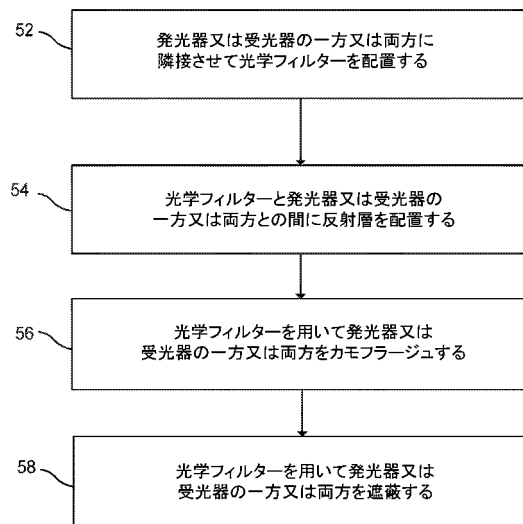 52
発光器又は受光器の一方又は両方に
隣接させて光学フィルターを配置する
54
光学フィルターと発光器又は受光器の
一方又は両方との間に反射層を配置する
56
光学フィルターを用いて発光器又は
受光器の一方又は両方をカモフラージュする
58
光学フィルターを用いて発光器又は
受光器の一方又は両方を遮蔽する